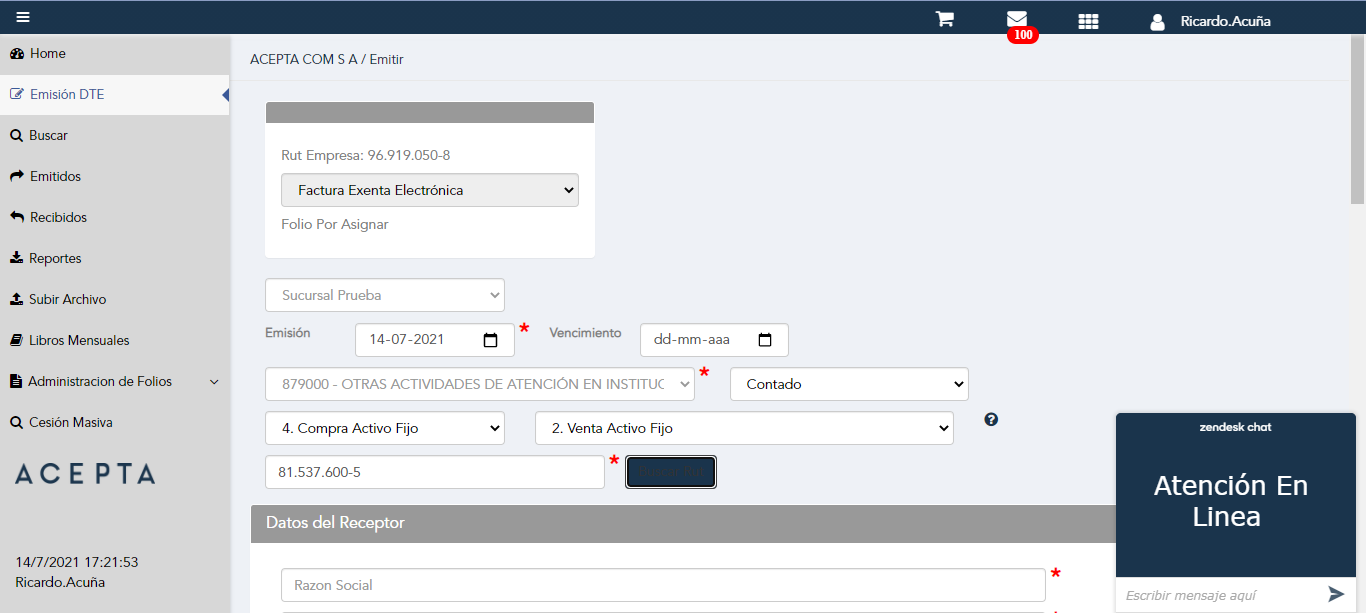 100
Ricardo.Acuña
Home
Emisión DTE
Buscar
Emitidos
Recibidos
Reportes
Subir Archivo
Libros Mensuales
Administracion de Folios
Cesión Masiva
ACEPTA
14/7/2021 17:21:53
Ricardo.Acuña
ACEPTA COM S A / Emitir
Rut Empresa: 96.919.050-8
Factura Exenta Electrónica
Folio Por Asignar
Sucursal Prueba
Emisión 14-07-2021 * Vencimiento dd-mm-aaa
879000 - OTRAS ACTIVIDADES DE ATENCIÓN EN INSTITUC * Contado
4. Compra Activo Fijo 2. Venta Activo Fijo ?
81.537.600-5 *
Datos del Receptor
Razon Social *
zendesk chat
Atención En
Linea
Escribir mensaje aquí